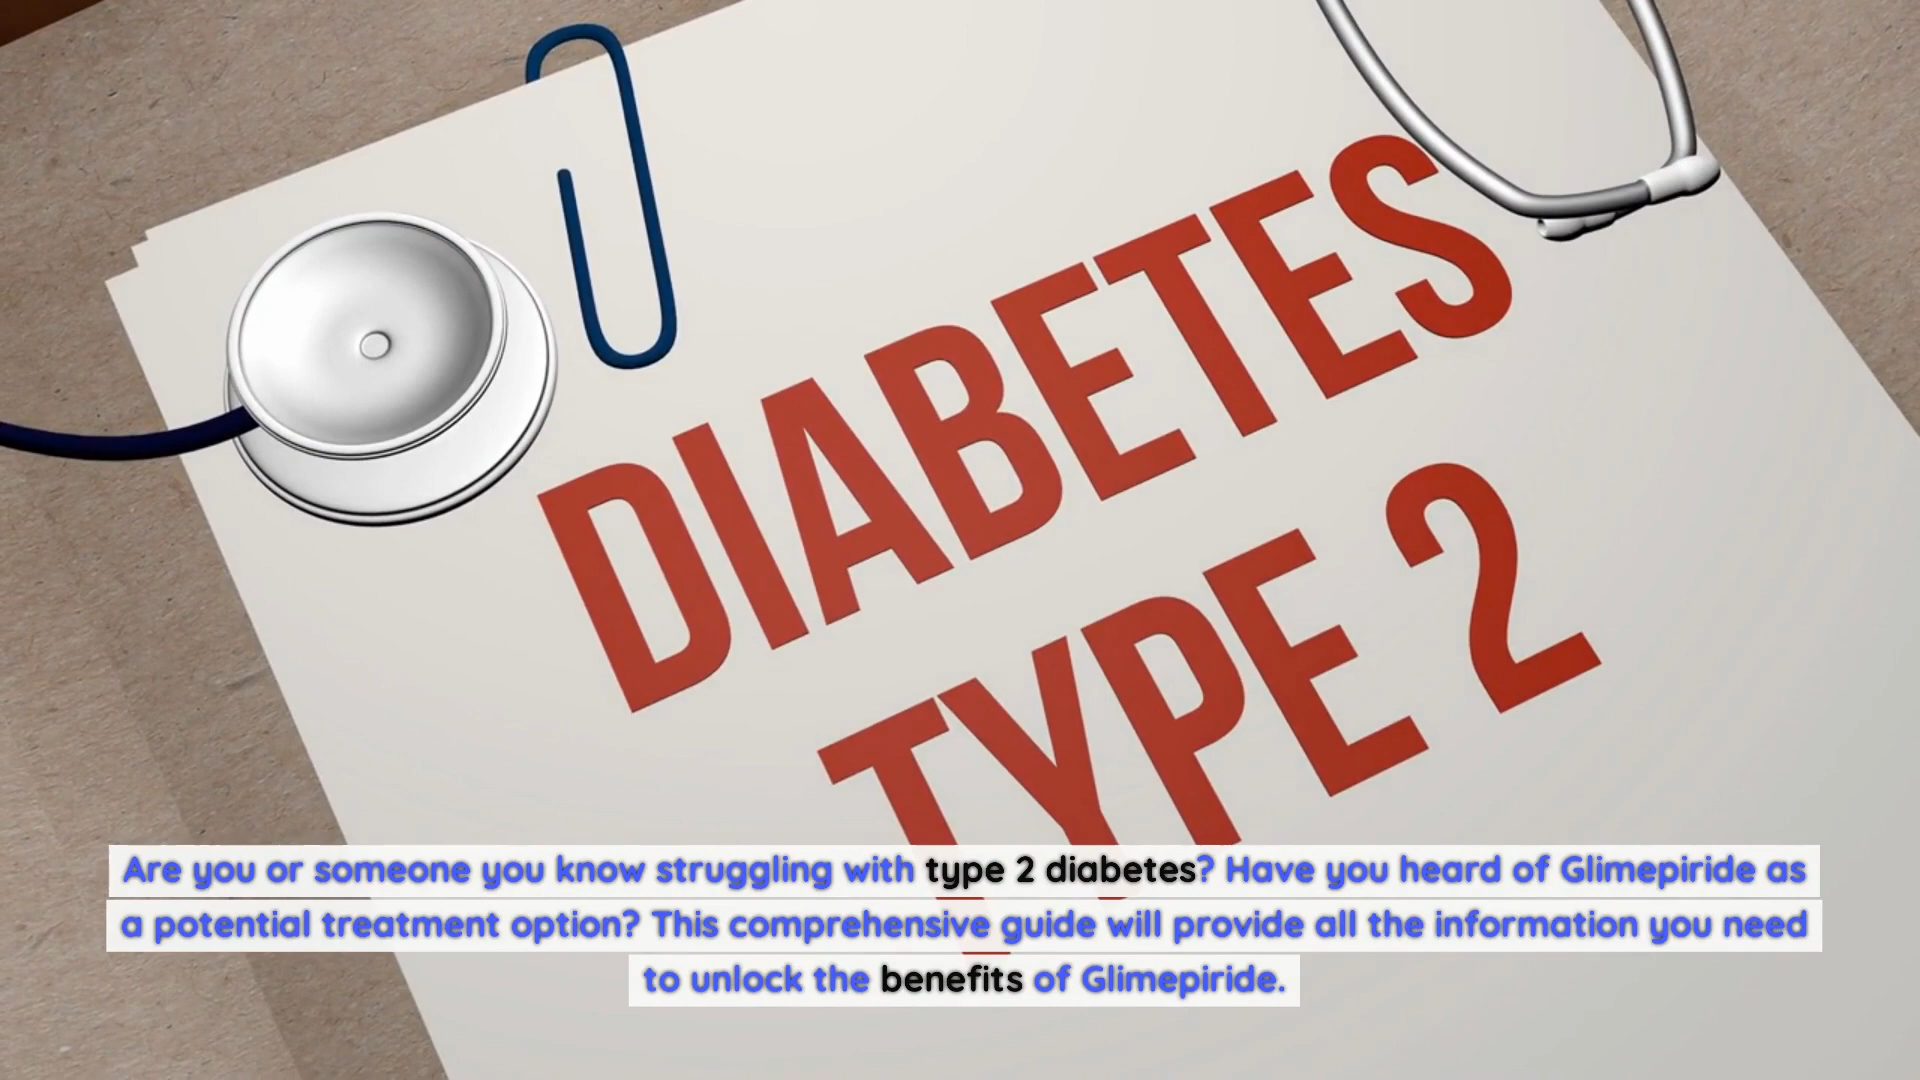 DIABETES
TYPE 2
Are you or someone you know struggling with type 2 diabetes? Have you heard of Glimepiride as
a potential treatment option? This comprehensive guide will provide all the information you need
to unlock the benefits of Glimepiride.